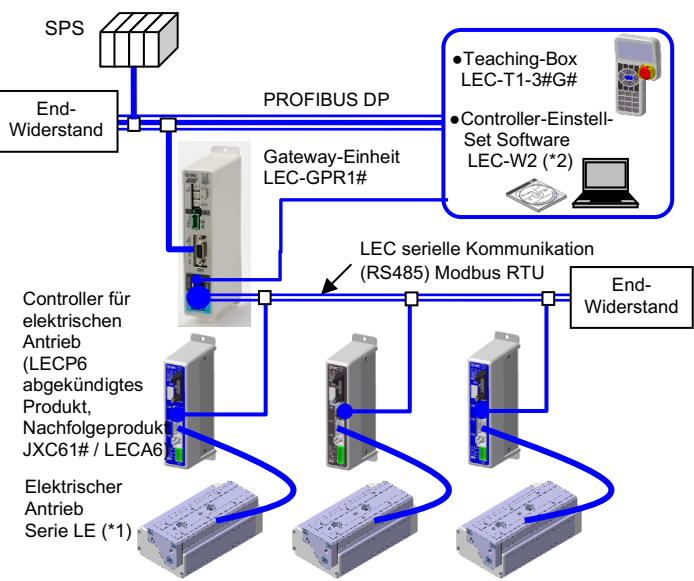 SPS
End-
Widerstand
PROFIBUS DP
●Teaching-Box
LEC-T1-3#G#
●Controller-Einstell-
Set Software
LEC-W2 (*2)
Gateway-Einheit
LEC-GPR1#
LEC serielle Kommunikation
(RS485) Modbus RTU
End-
Widerstand
Controller für
elektrischen
Antrieb
(LECP6
abgekündigtes
Produkt,
Nachfolgeprodukt
JXC61# / LECA6)
Elektrischer
Antrieb
Serie LE (*1)